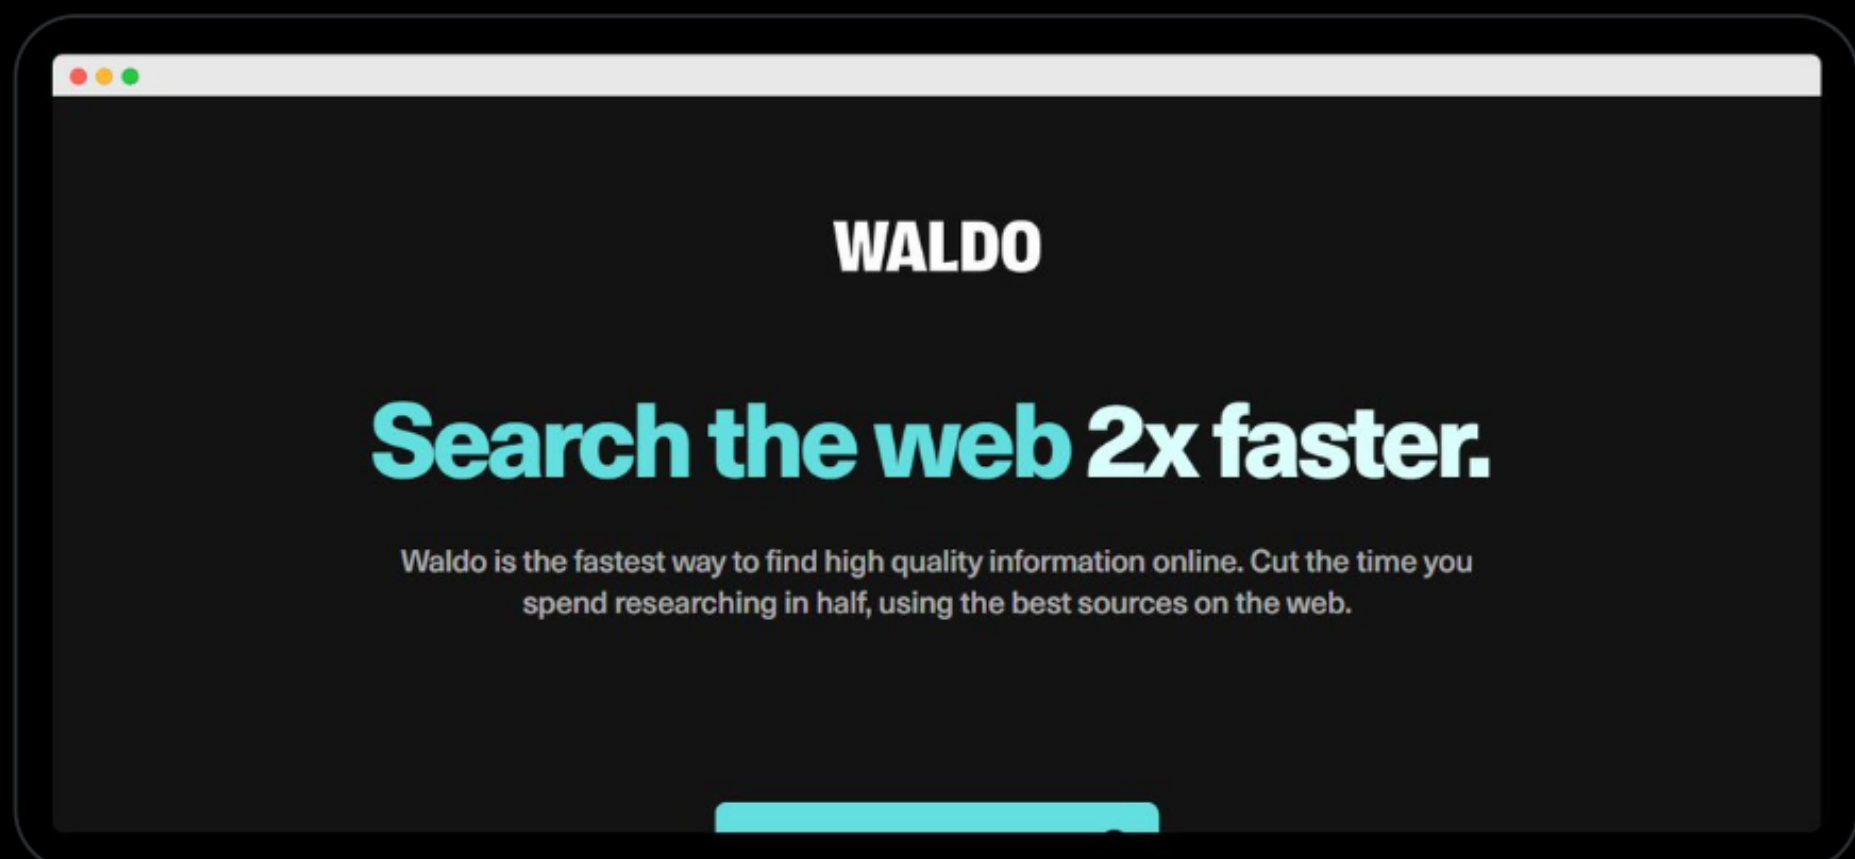 WALDO
Search the web 2x faster.
Waldo is the fastest way to find high quality information online. Cut the time you
spend researching in half, using the best sources on the web.